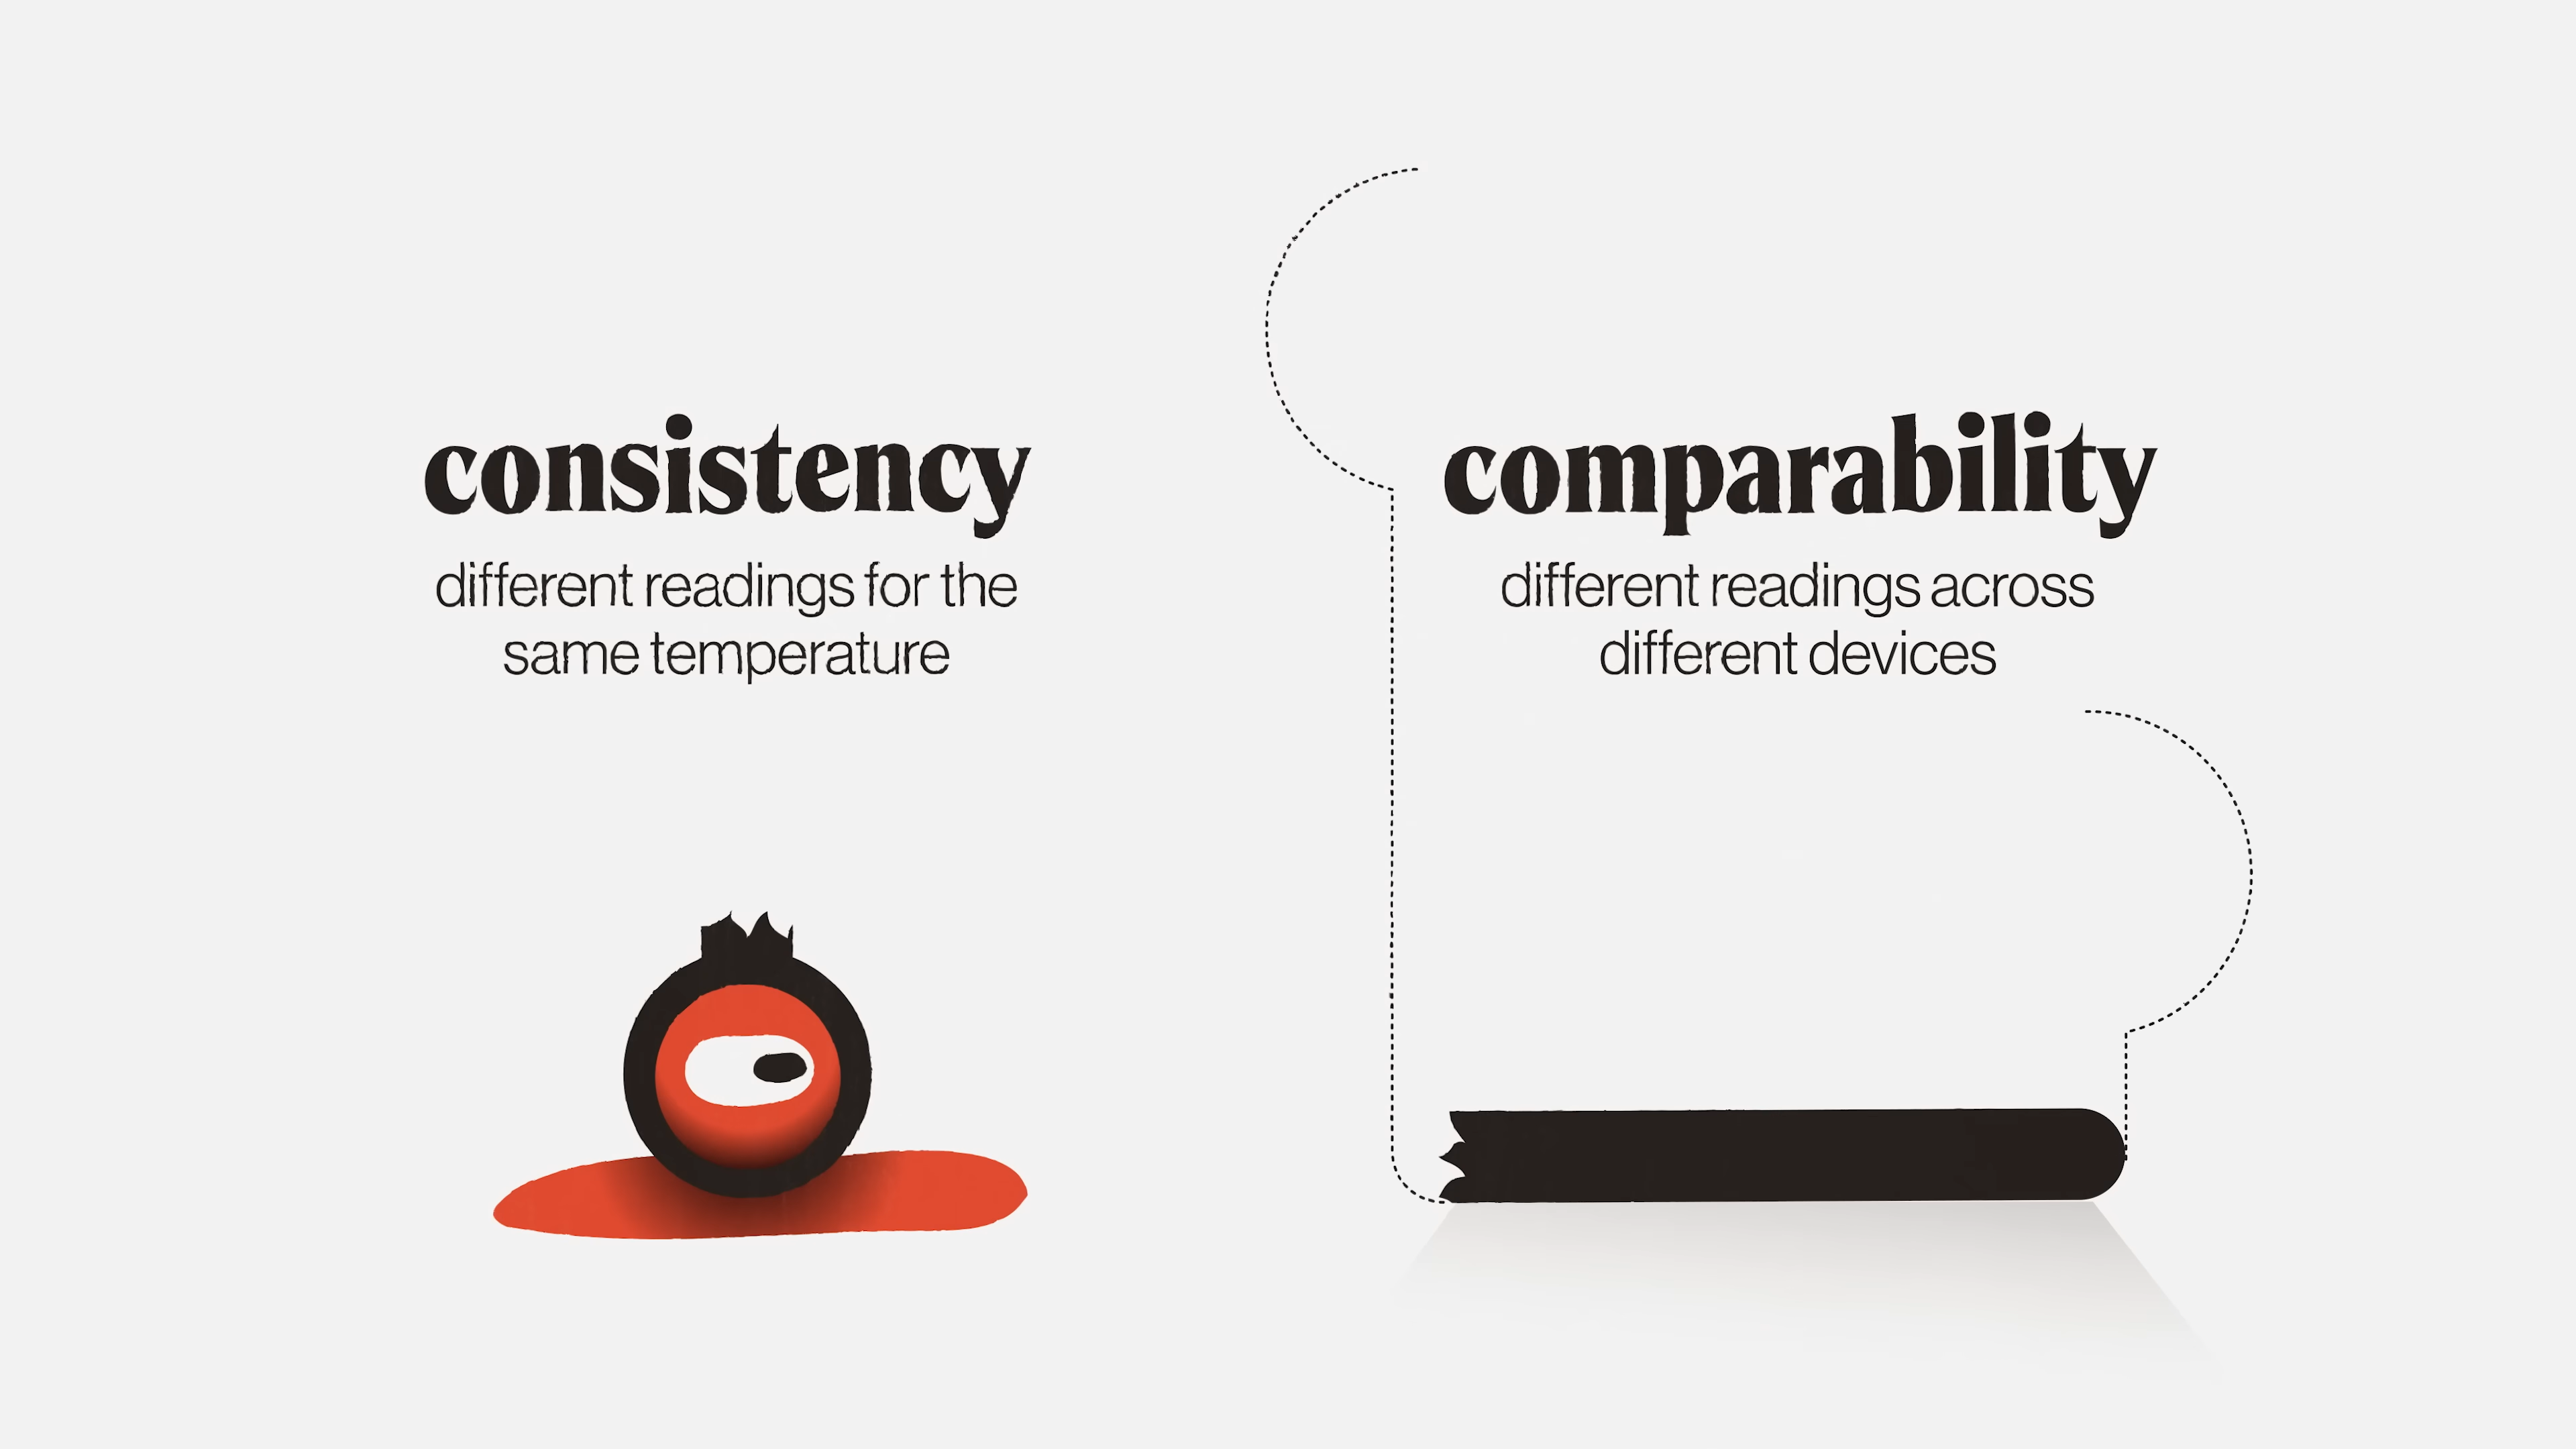 consistency
different readings for the
same temperature
comparability
different readings across
different devices